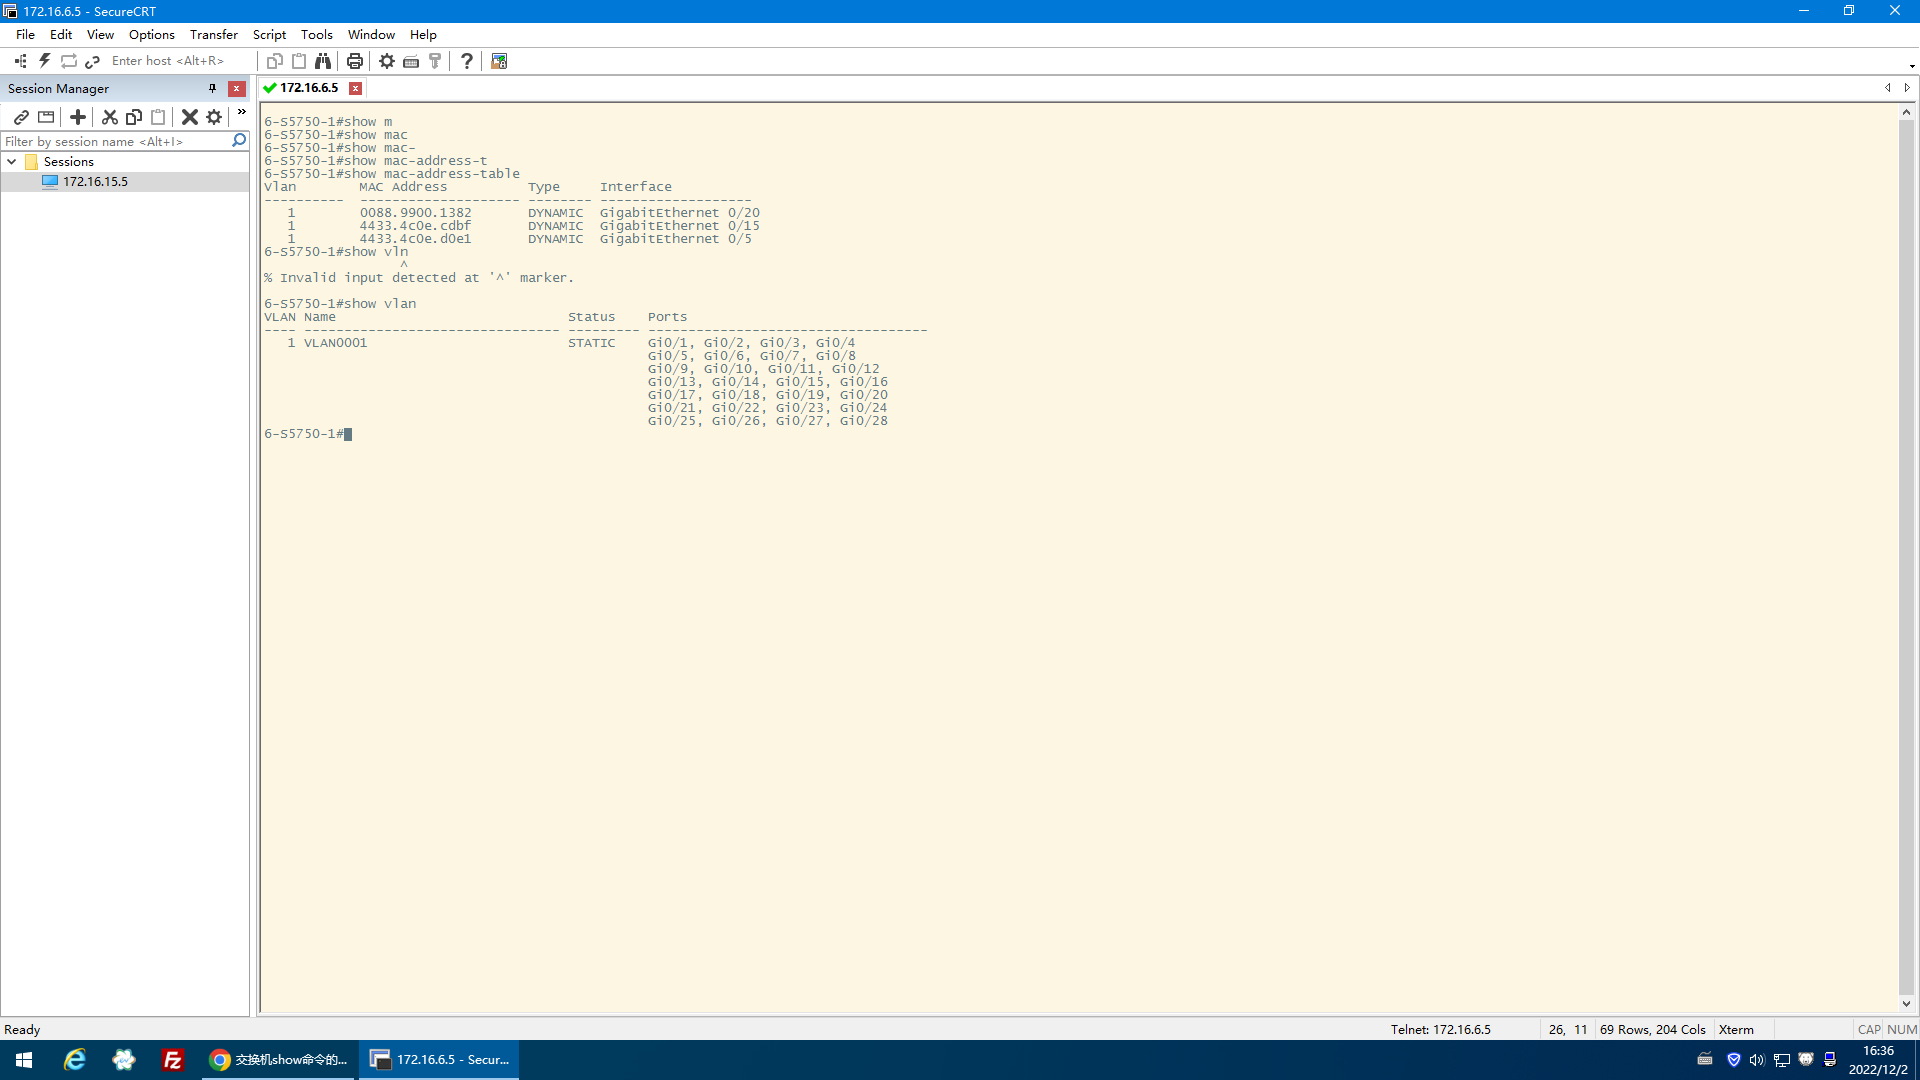 172.16.6.5 - SecureCRT
File Edit View Options Transfer Script Tools Window Help
Enter host <Alt+R>
Session Manager
172.16.6.5
Filter by session name <Alt+I>
Sessions
172.16.15.5
6-S5750-1#show m
6-S5750-1#show mac
6-S5750-1#show mac-
6-S5750-1#show mac-address-t
6-S5750-1#show mac-address-table
Vlan        MAC Address          Type     Interface
----------  -------------------- -------- -------------------
   1        0088.9900.1382       DYNAMIC  GigabitEthernet 0/20
   1        4433.4c0e.cdbf       DYNAMIC  GigabitEthernet 0/15
   1        4433.4c0e.d0e1       DYNAMIC  GigabitEthernet 0/5
6-S5750-1#show vln
                 ^
% Invalid input detected at '^' marker.
6-S5750-1#show vlan
VLAN Name                             Status    Ports
---- -------------------------------- --------- -----------------------------------
   1 VLAN0001                         STATIC    Gi0/1, Gi0/2, Gi0/3, Gi0/4
                                                Gi0/5, Gi0/6, Gi0/7, Gi0/8
                                                Gi0/9, Gi0/10, Gi0/11, Gi0/12
                                                Gi0/13, Gi0/14, Gi0/15, Gi0/16
                                                Gi0/17, Gi0/18, Gi0/19, Gi0/20
                                                Gi0/21, Gi0/22, Gi0/23, Gi0/24
                                                Gi0/25, Gi0/26, Gi0/27, Gi0/28
6-S5750-1#
Ready
Telnet: 172.16.6.5 26, 11 69 Rows, 204 Cols Xterm CAP NUM
交换机show命令的...
172.16.6.5 - Secur...
16:36
2022/12/2